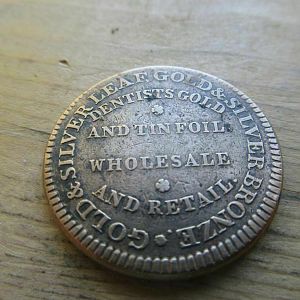 GOLD & SILVER LEAF. GOLD & SILVER BRONZE.
DENTISTS GOLD
AND TIN FOIL
WHOLESALE
AND RETAIL.